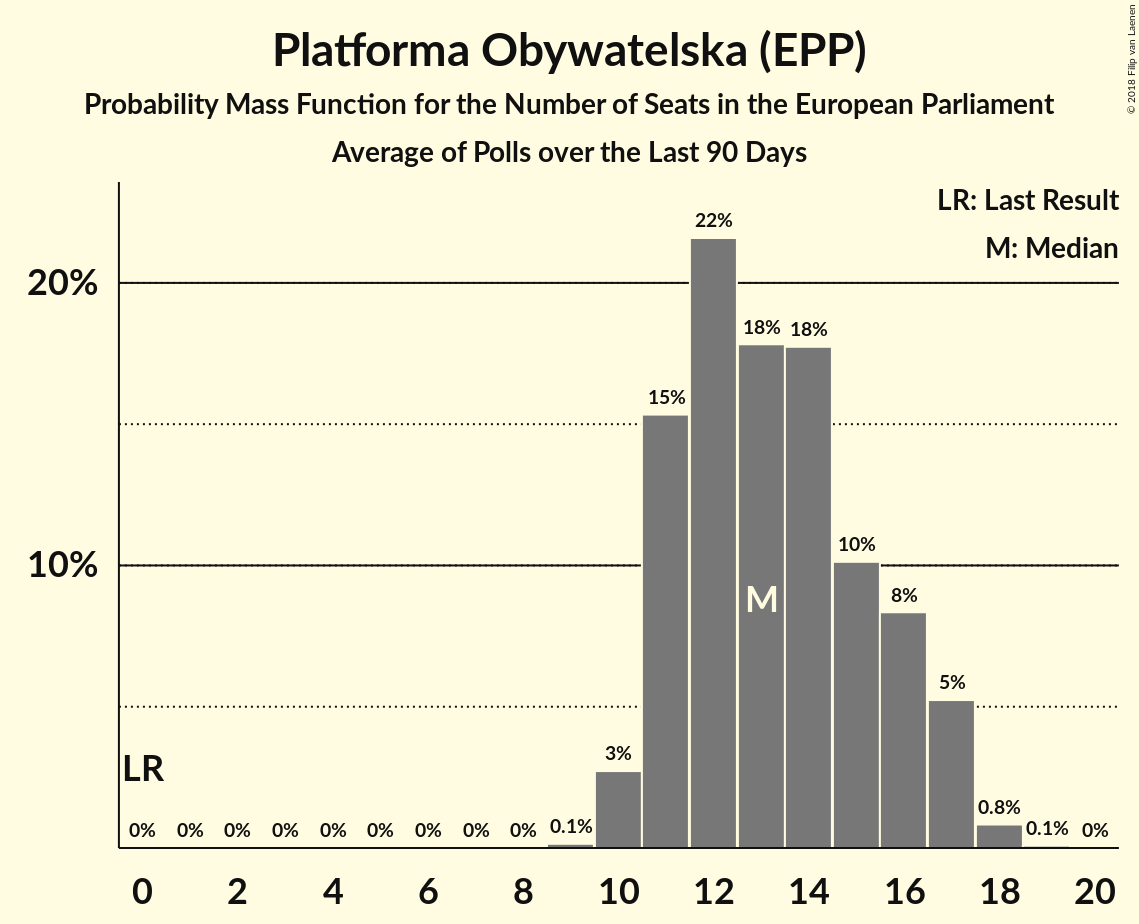 Platforma Obywatelska (EPP)
Probability Mass Function for the Number of Seats in the European Parliament
Average of Polls over the Last 90 Days
© 2018 Filip van Laenen
LR: Last Result
M: Median
20%
10%
22%
18% 18%
15%
10%
8%
5%
3%
0.8%
0% 0% 0% 0% 0% 0% 0% 0% 0% 0.1% 0.1% 0%
LR
M
0 2 4 6 8 10 12 14 16 18 20